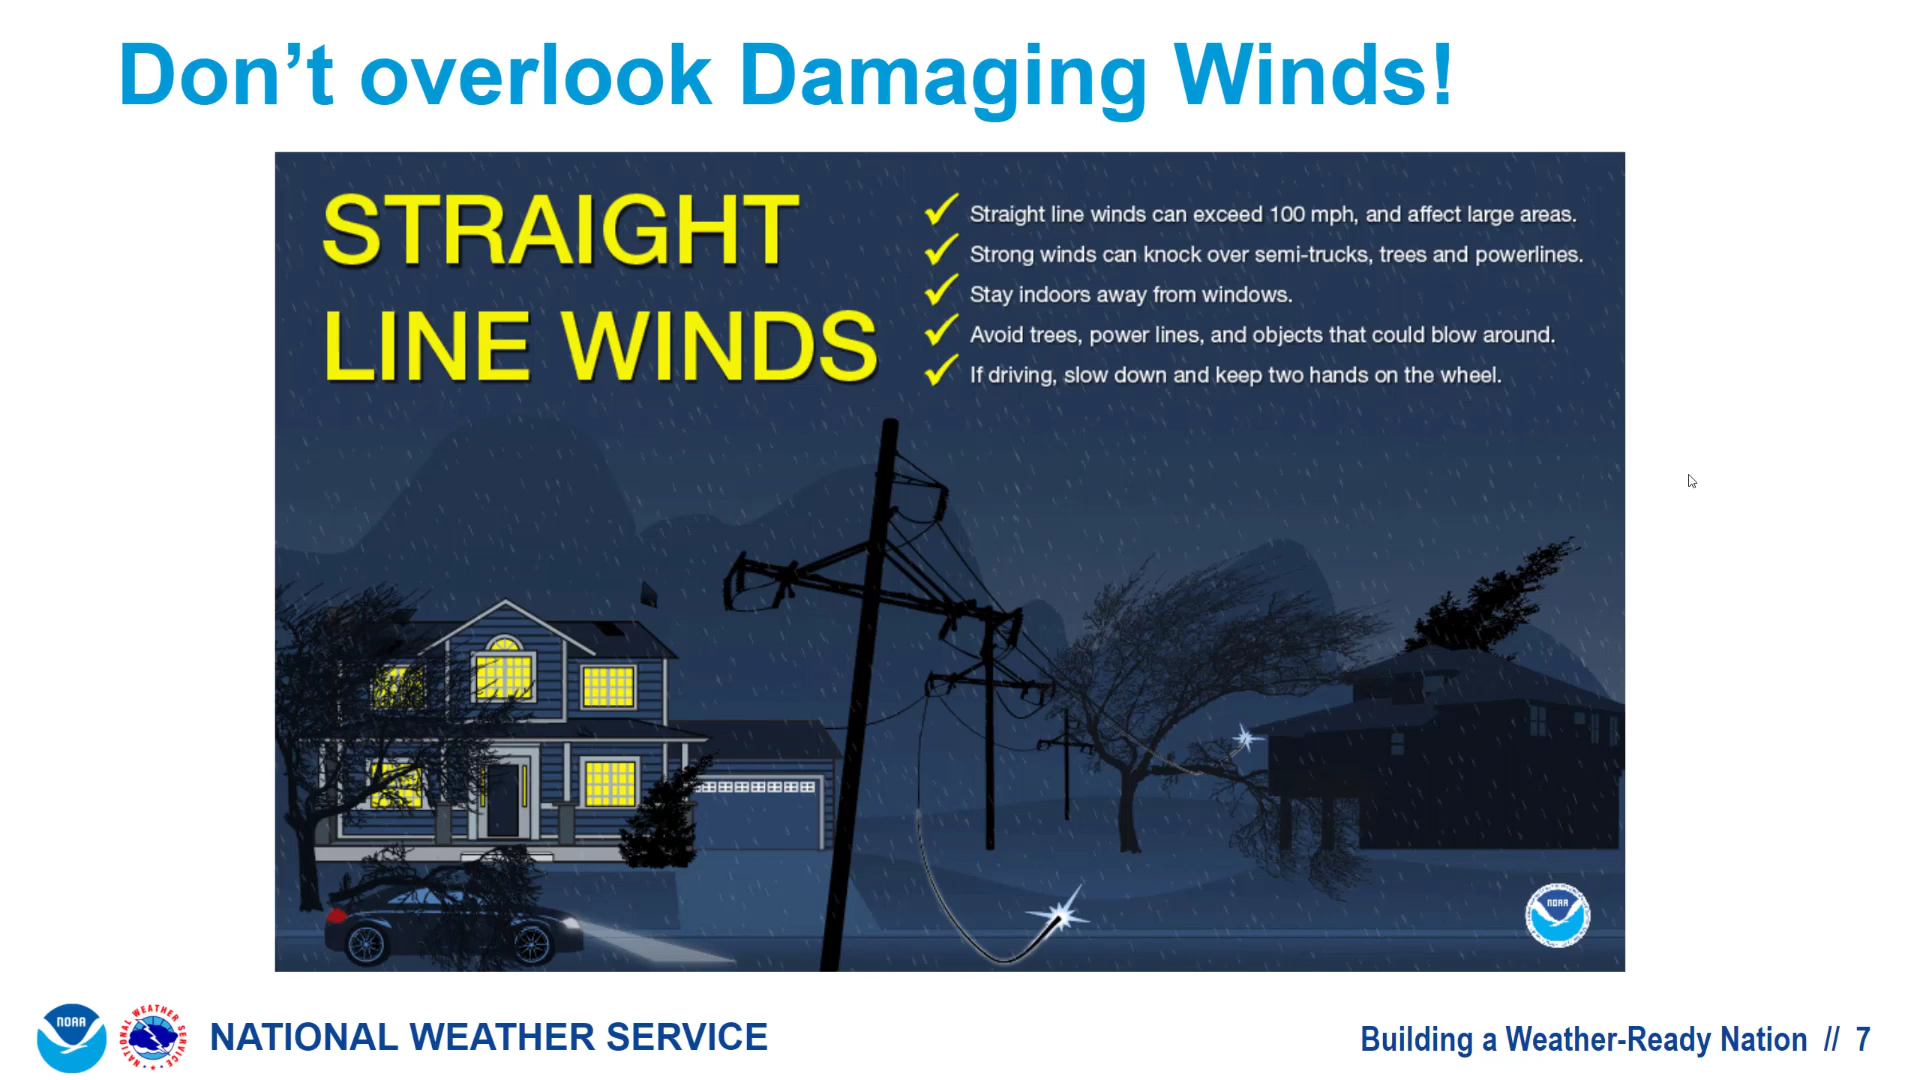 Don’t overlook Damaging Winds!
STRAIGHT
LINE WINDS
Straight line winds can exceed 100 mph, and affect large areas.
Strong winds can knock over semi-trucks, trees and powerlines.
Stay indoors away from windows.
Avoid trees, power lines, and objects that could blow around.
If driving, slow down and keep two hands on the wheel.
NOAA
NOAA
NATIONAL WEATHER SERVICE
NATIONAL WEATHER SERVICE
Building a Weather-Ready Nation // 7